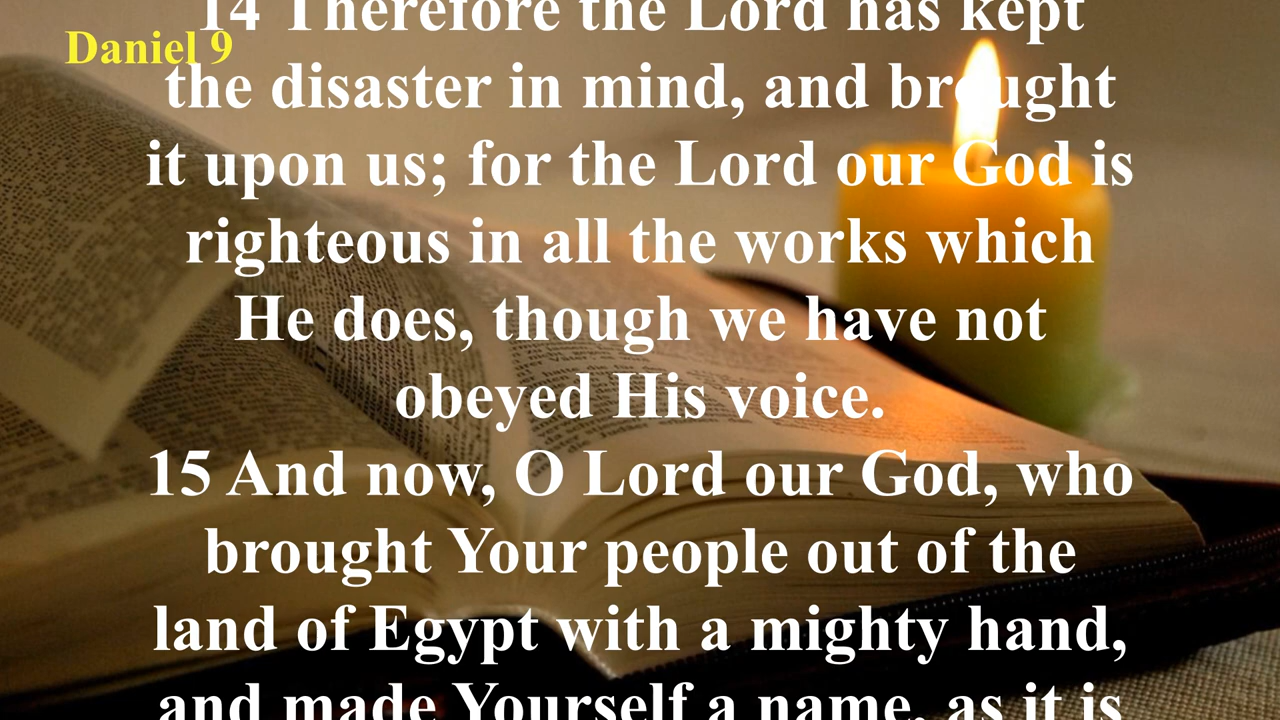 Daniel 9
14 Therefore the Lord has kept
the disaster in mind, and brought
it upon us; for the Lord our God is
righteous in all the works which
He does, though we have not
obeyed His voice.
15 And now, O Lord our God, who
brought Your people out of the
land of Egypt with a mighty hand,
and made Yourself a name, as it is